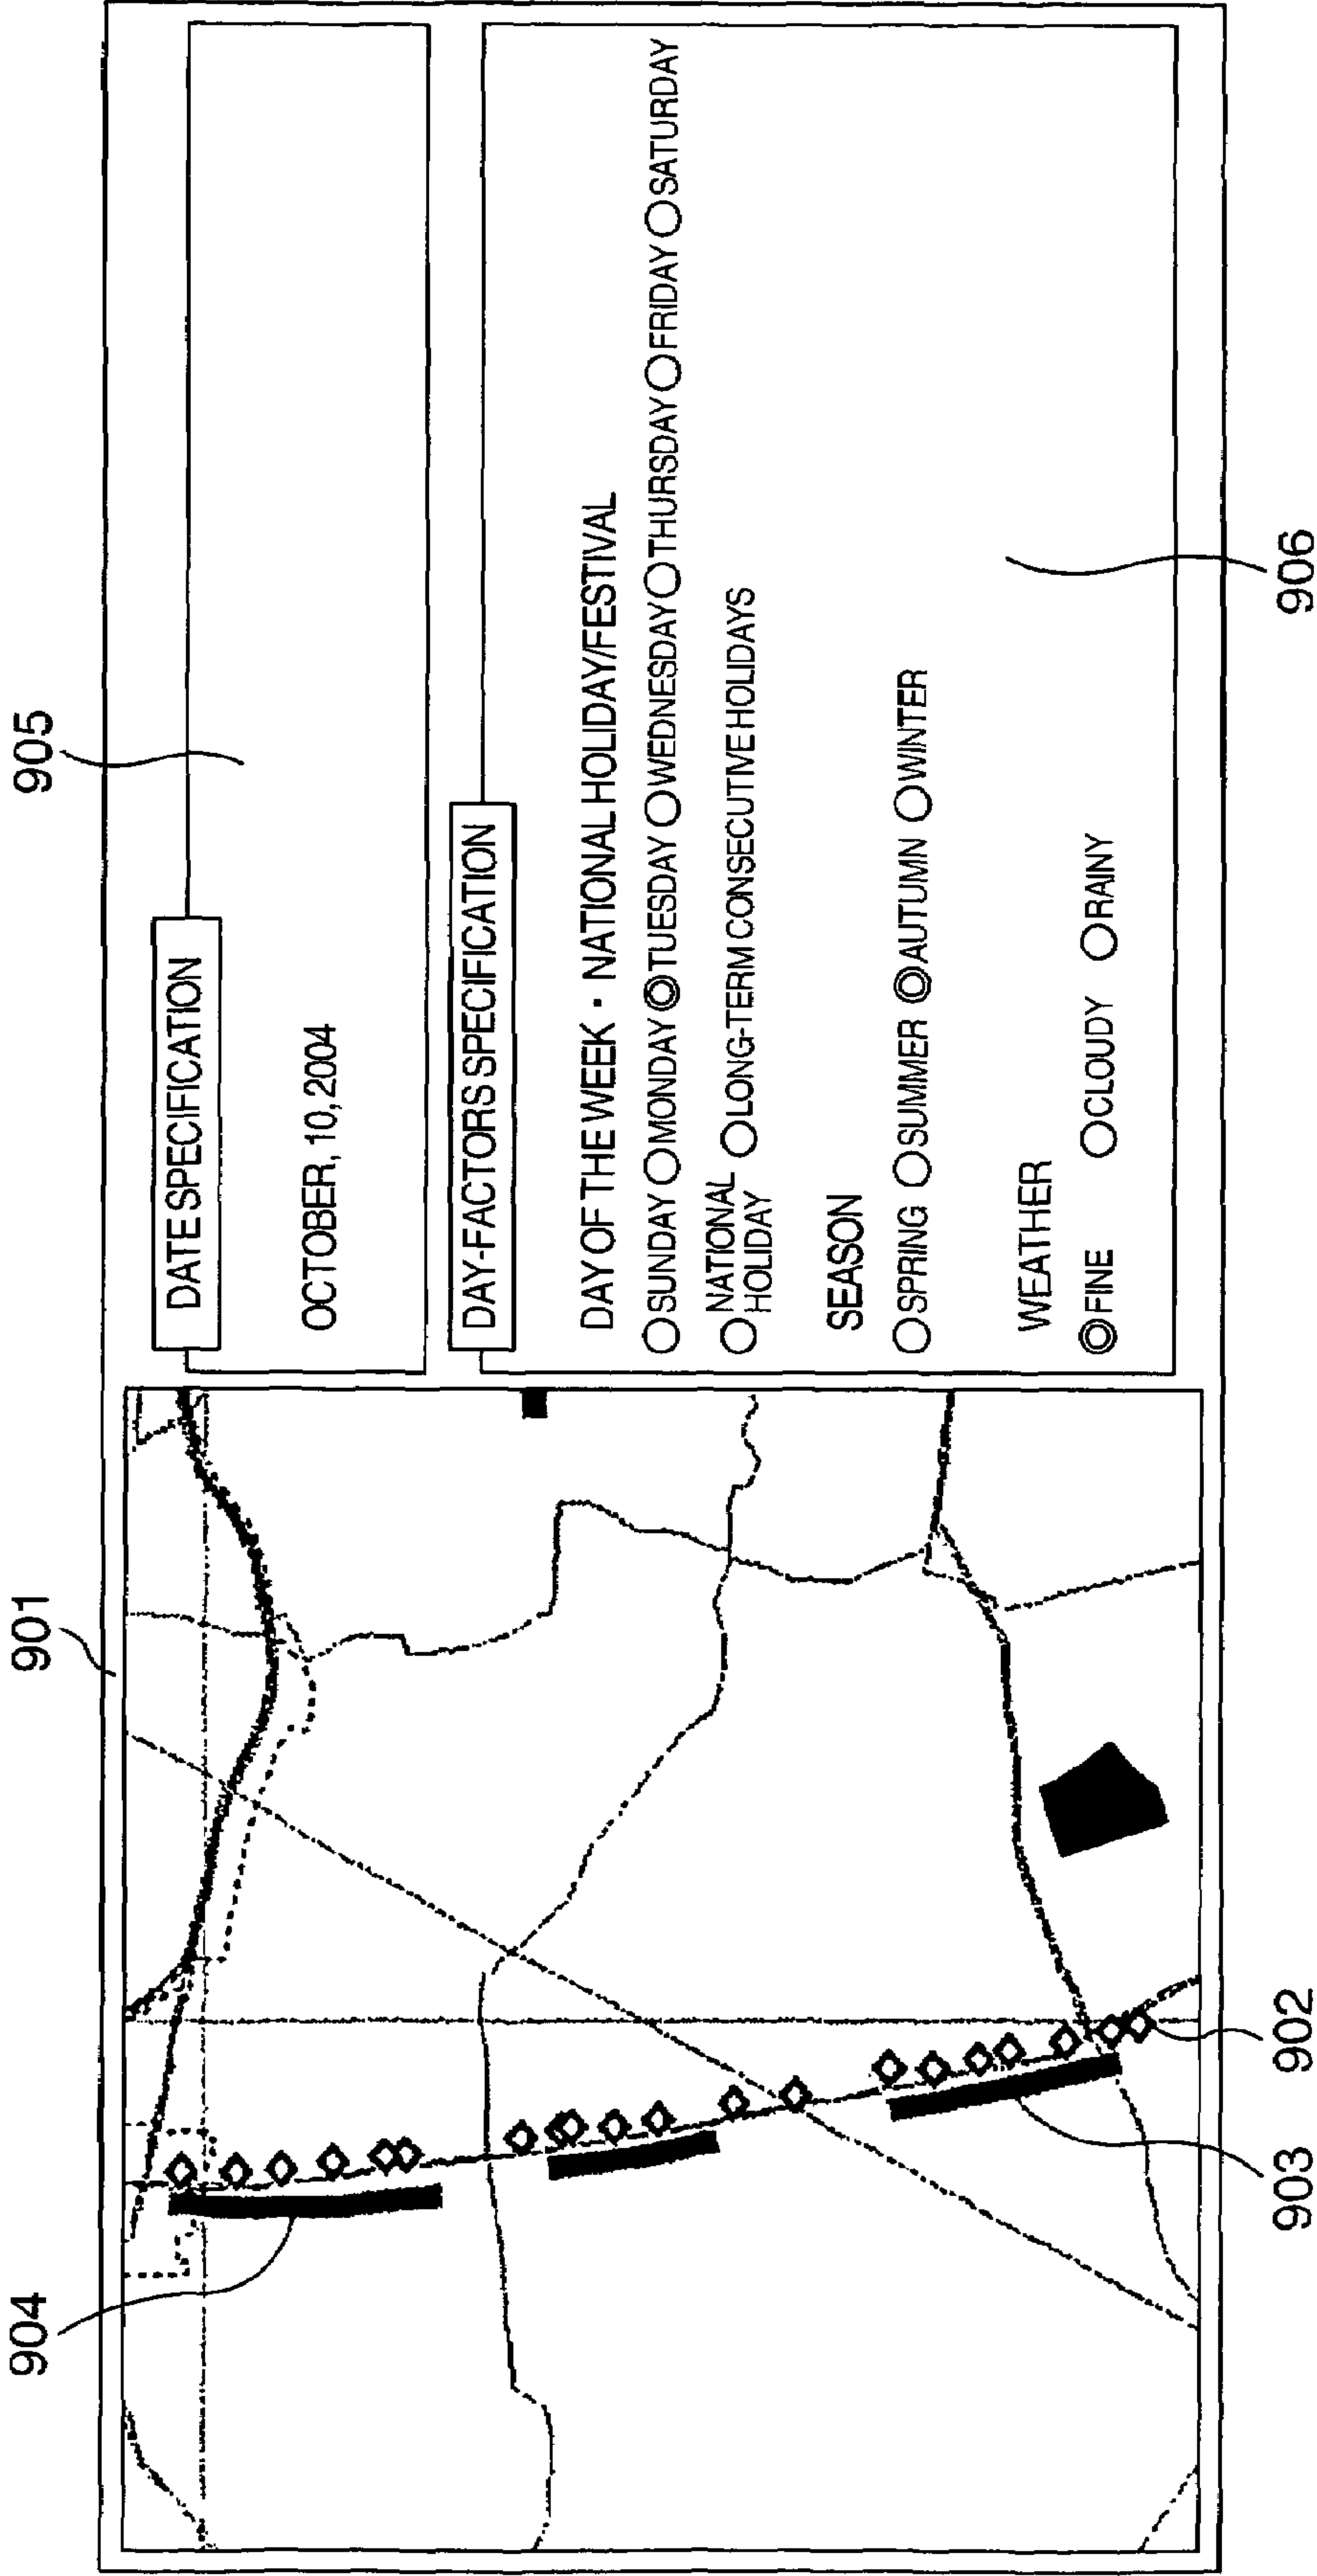 904
901
905
DATE SPECIFICATION
OCTOBER, 10, 2004
DAY-FACTORS SPECIFICATION
DAY OF THE WEEK・NATIONAL HOLIDAY/FESTIVAL
○SUNDAY ○MONDAY ◎TUESDAY ○WEDNESDAY ○THURSDAY ○FRIDAY ○SATURDAY
○NATIONAL HOLIDAY ○LONG-TERM CONSECUTIVE HOLIDAYS
SEASON
○SPRING ○SUMMER ◎AUTUMN ○WINTER
WEATHER
◎FINE ○CLOUDY ○RAINY
903
902
906